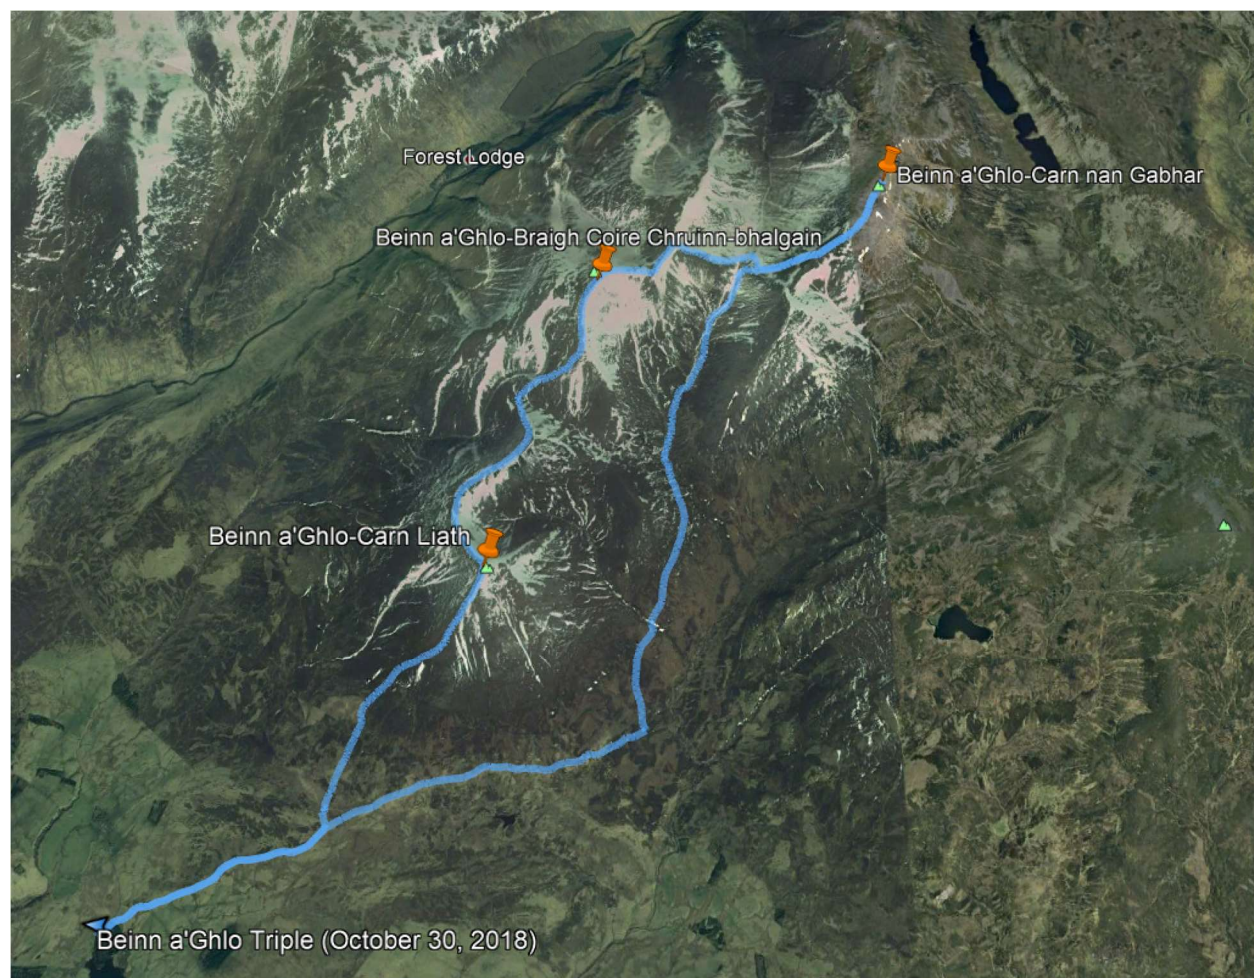 Forest Lodge
Beinn a'Ghlo-Carn nan Gabhar
Beinn a'Ghlo-Braigh Coire Chruinn-bhalgain
Beinn a'Ghlo-Carn Liath
Beinn a'Ghlo Triple (October 30, 2018)